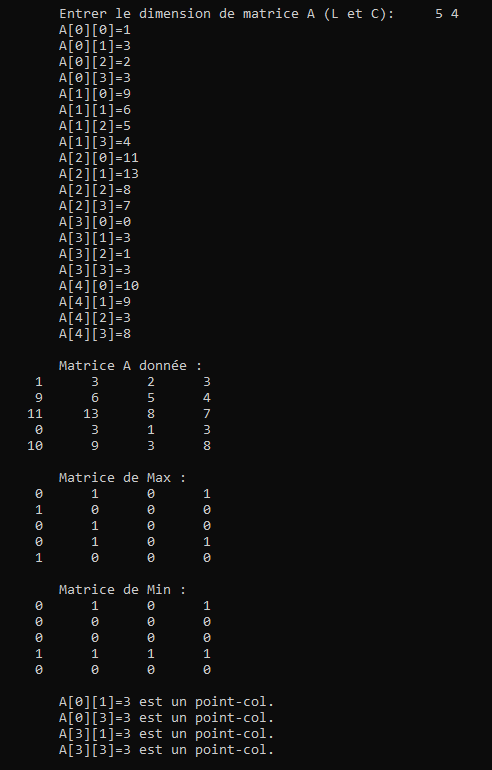 Entrer le dimension de matrice A (L et C): 5 4
A[0][0]=1
A[0][1]=3
A[0][2]=2
A[0][3]=3
A[1][0]=9
A[1][1]=6
A[1][2]=5
A[1][3]=4
A[2][0]=11
A[2][1]=13
A[2][2]=8
A[2][3]=7
A[3][0]=0
A[3][1]=3
A[3][2]=1
A[3][3]=3
A[4][0]=10
A[4][1]=9
A[4][2]=3
A[4][3]=8
Matrice A donnée :
1 3 2 3
9 6 5 4
11 13 8 7
0 3 1 3
10 9 3 8
Matrice de Max :
0 1 0 1
1 0 0 0
0 1 0 0
0 1 0 1
1 0 0 0
Matrice de Min :
0 1 0 1
0 0 0 0
0 0 0 0
1 1 1 1
0 0 0 0
A[0][1]=3 est un point-col.
A[0][3]=3 est un point-col.
A[3][1]=3 est un point-col.
A[3][3]=3 est un point-col.